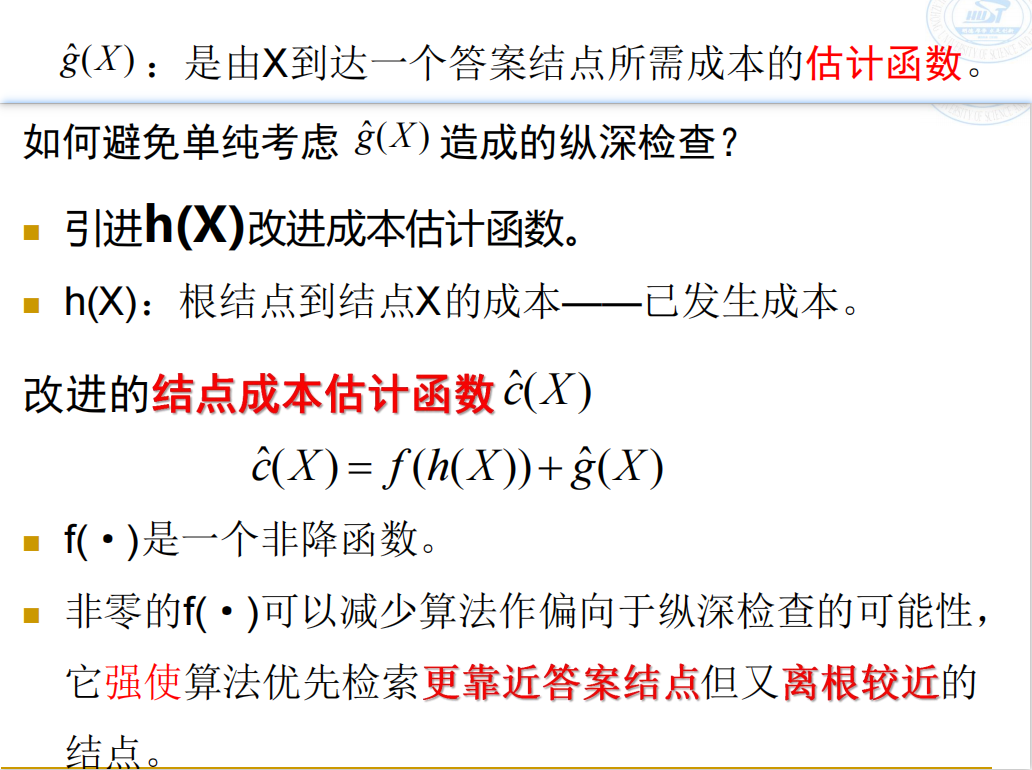 ĝ(X)：是由X到达一个答案结点所需成本的估计函数。
如何避免单纯考虑 ĝ(X) 造成的纵深检查？
引进h(X)改进成本估计函数。
h(X)：根结点到结点X的成本——已发生成本。
改进的结点成本估计函数 ĉ(X)
ĉ(X) = f(h(X)) + ĝ(X)
f(·)是一个非降函数。
非零的f(·)可以减少算法作偏向于纵深检查的可能性，
它强使算法优先检索更靠近答案结点但又离根较近的
结点。